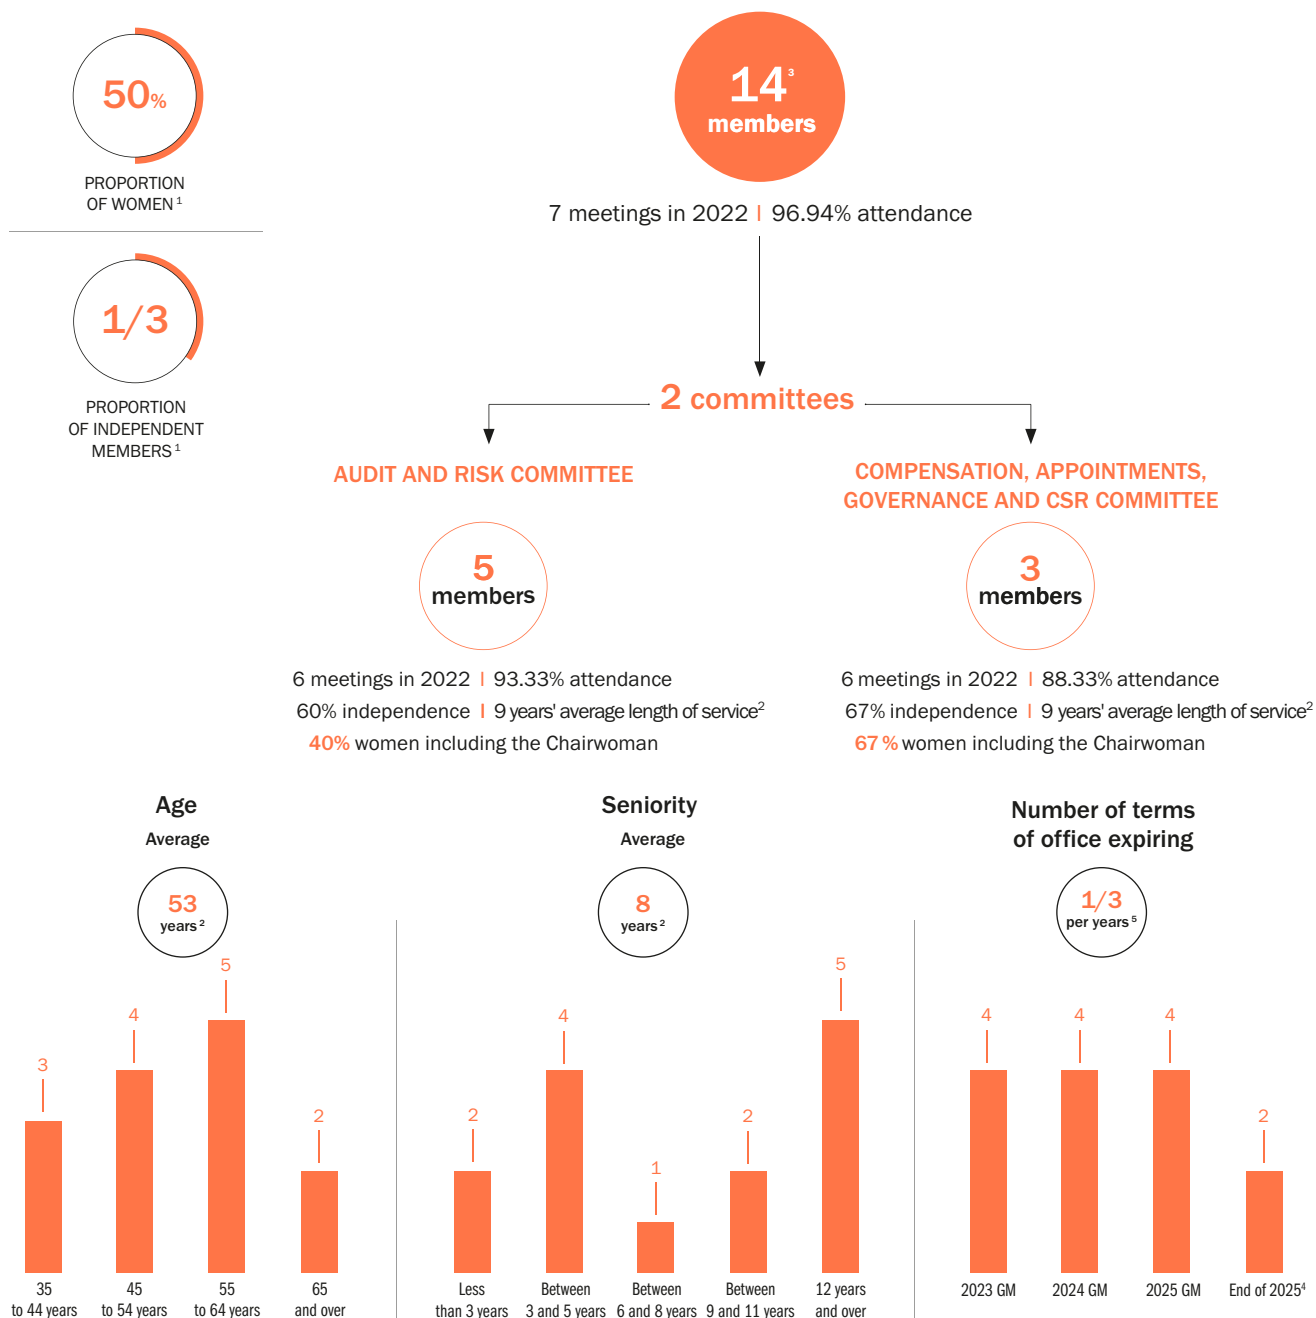 50%
PROPORTION
OF WOMEN 1
1/3
PROPORTION
OF INDEPENDENT
MEMBERS 1
14 3
members
7 meetings in 2022 | 96.94% attendance
2 committees
AUDIT AND RISK COMMITTEE
5
members
6 meetings in 2022 | 93.33% attendance
60% independence | 9 years' average length of service2
40% women including the Chairwoman
COMPENSATION, APPOINTMENTS,
GOVERNANCE AND CSR COMMITTEE
3
members
6 meetings in 2022 | 88.33% attendance
67% independence | 9 years' average length of service2
67 % women including the Chairwoman
Age
Average
53
years 2
3
4
5
2
35
to 44 years
45
to 54 years
55
to 64 years
65
and over
Seniority
Average
8
years 2
2
4
1
2
5
Less
than 3 years
Between
3 and 5 years
Between
6 and 8 years
Between
9 and 11 years
12 years
and over
Number of terms
of office expiring
1/3
per years 5
4
4
4
2
2023 GM
2024 GM
2025 GM
End of 20254